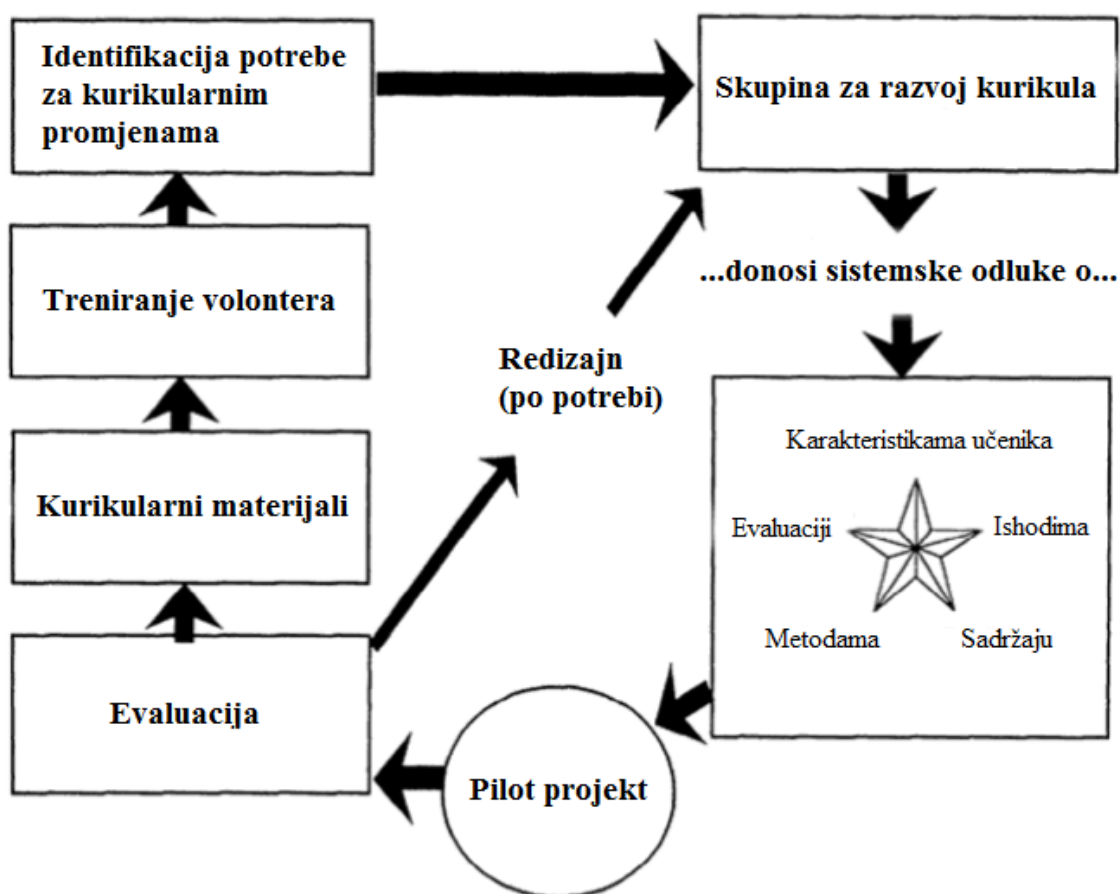 Identifikacija potrebe
za kurikularnim
promjenama
Skupina za razvoj kurikula
...donosi sistemske odluke o...
Karakteristikama učenika
Evaluaciji
Ishodima
Metodama
Sadržaju
Pilot projekt
Evaluacija
Redizajn
(po potrebi)
Kurikularni materijali
Treniranje volontera